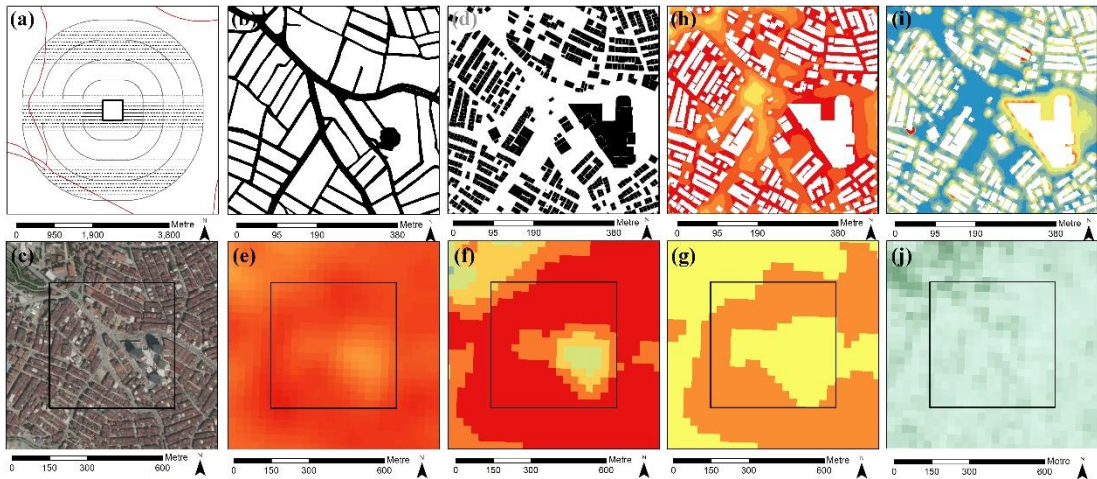 (a) (b) (d) (h) (i)
Metre N Metre N Metre N Metre N Metre N
0 950 1,900 3,800 0 95 190 380 0 95 190 380 0 95 190 380 0 95 190 380
(c) (e) (f) (g) (j)
Metre N Metre N Metre N Metre N Metre N
0 150 300 600 0 150 300 600 0 150 300 600 0 150 300 600 0 150 300 600